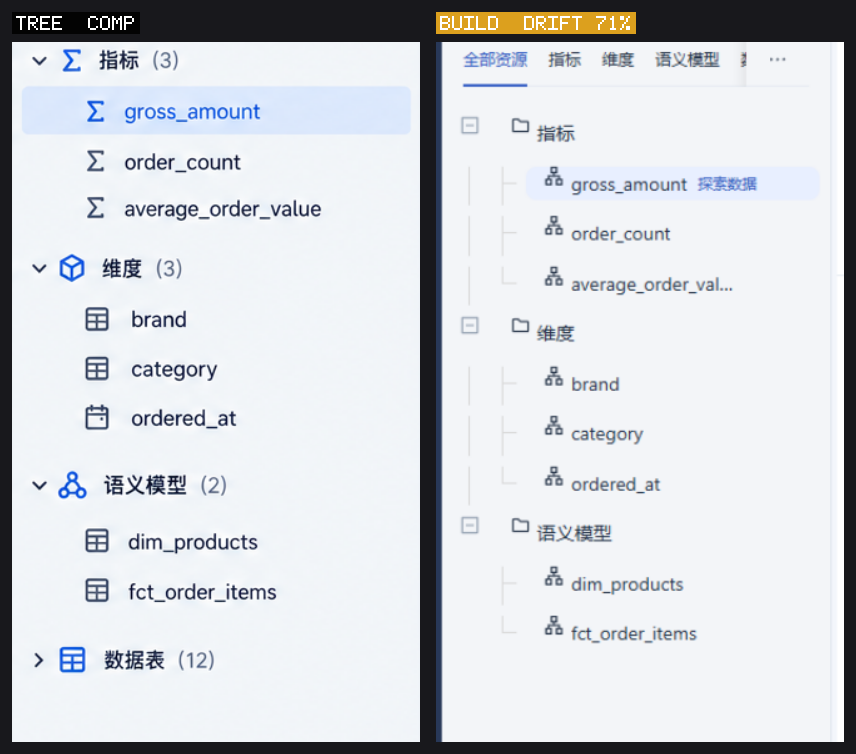 TREE COMP
指标 (3)
gross_amount
order_count
average_order_value
维度 (3)
brand
category
ordered_at
语义模型 (2)
dim_products
fct_order_items
数据表 (12)
BUILD DRIFT 71%
全部资源 指标 维度 语义模型 ...
指标
gross_amount 探索数据
order_count
average_order_val...
维度
brand
category
ordered_at
语义模型
dim_products
fct_order_items